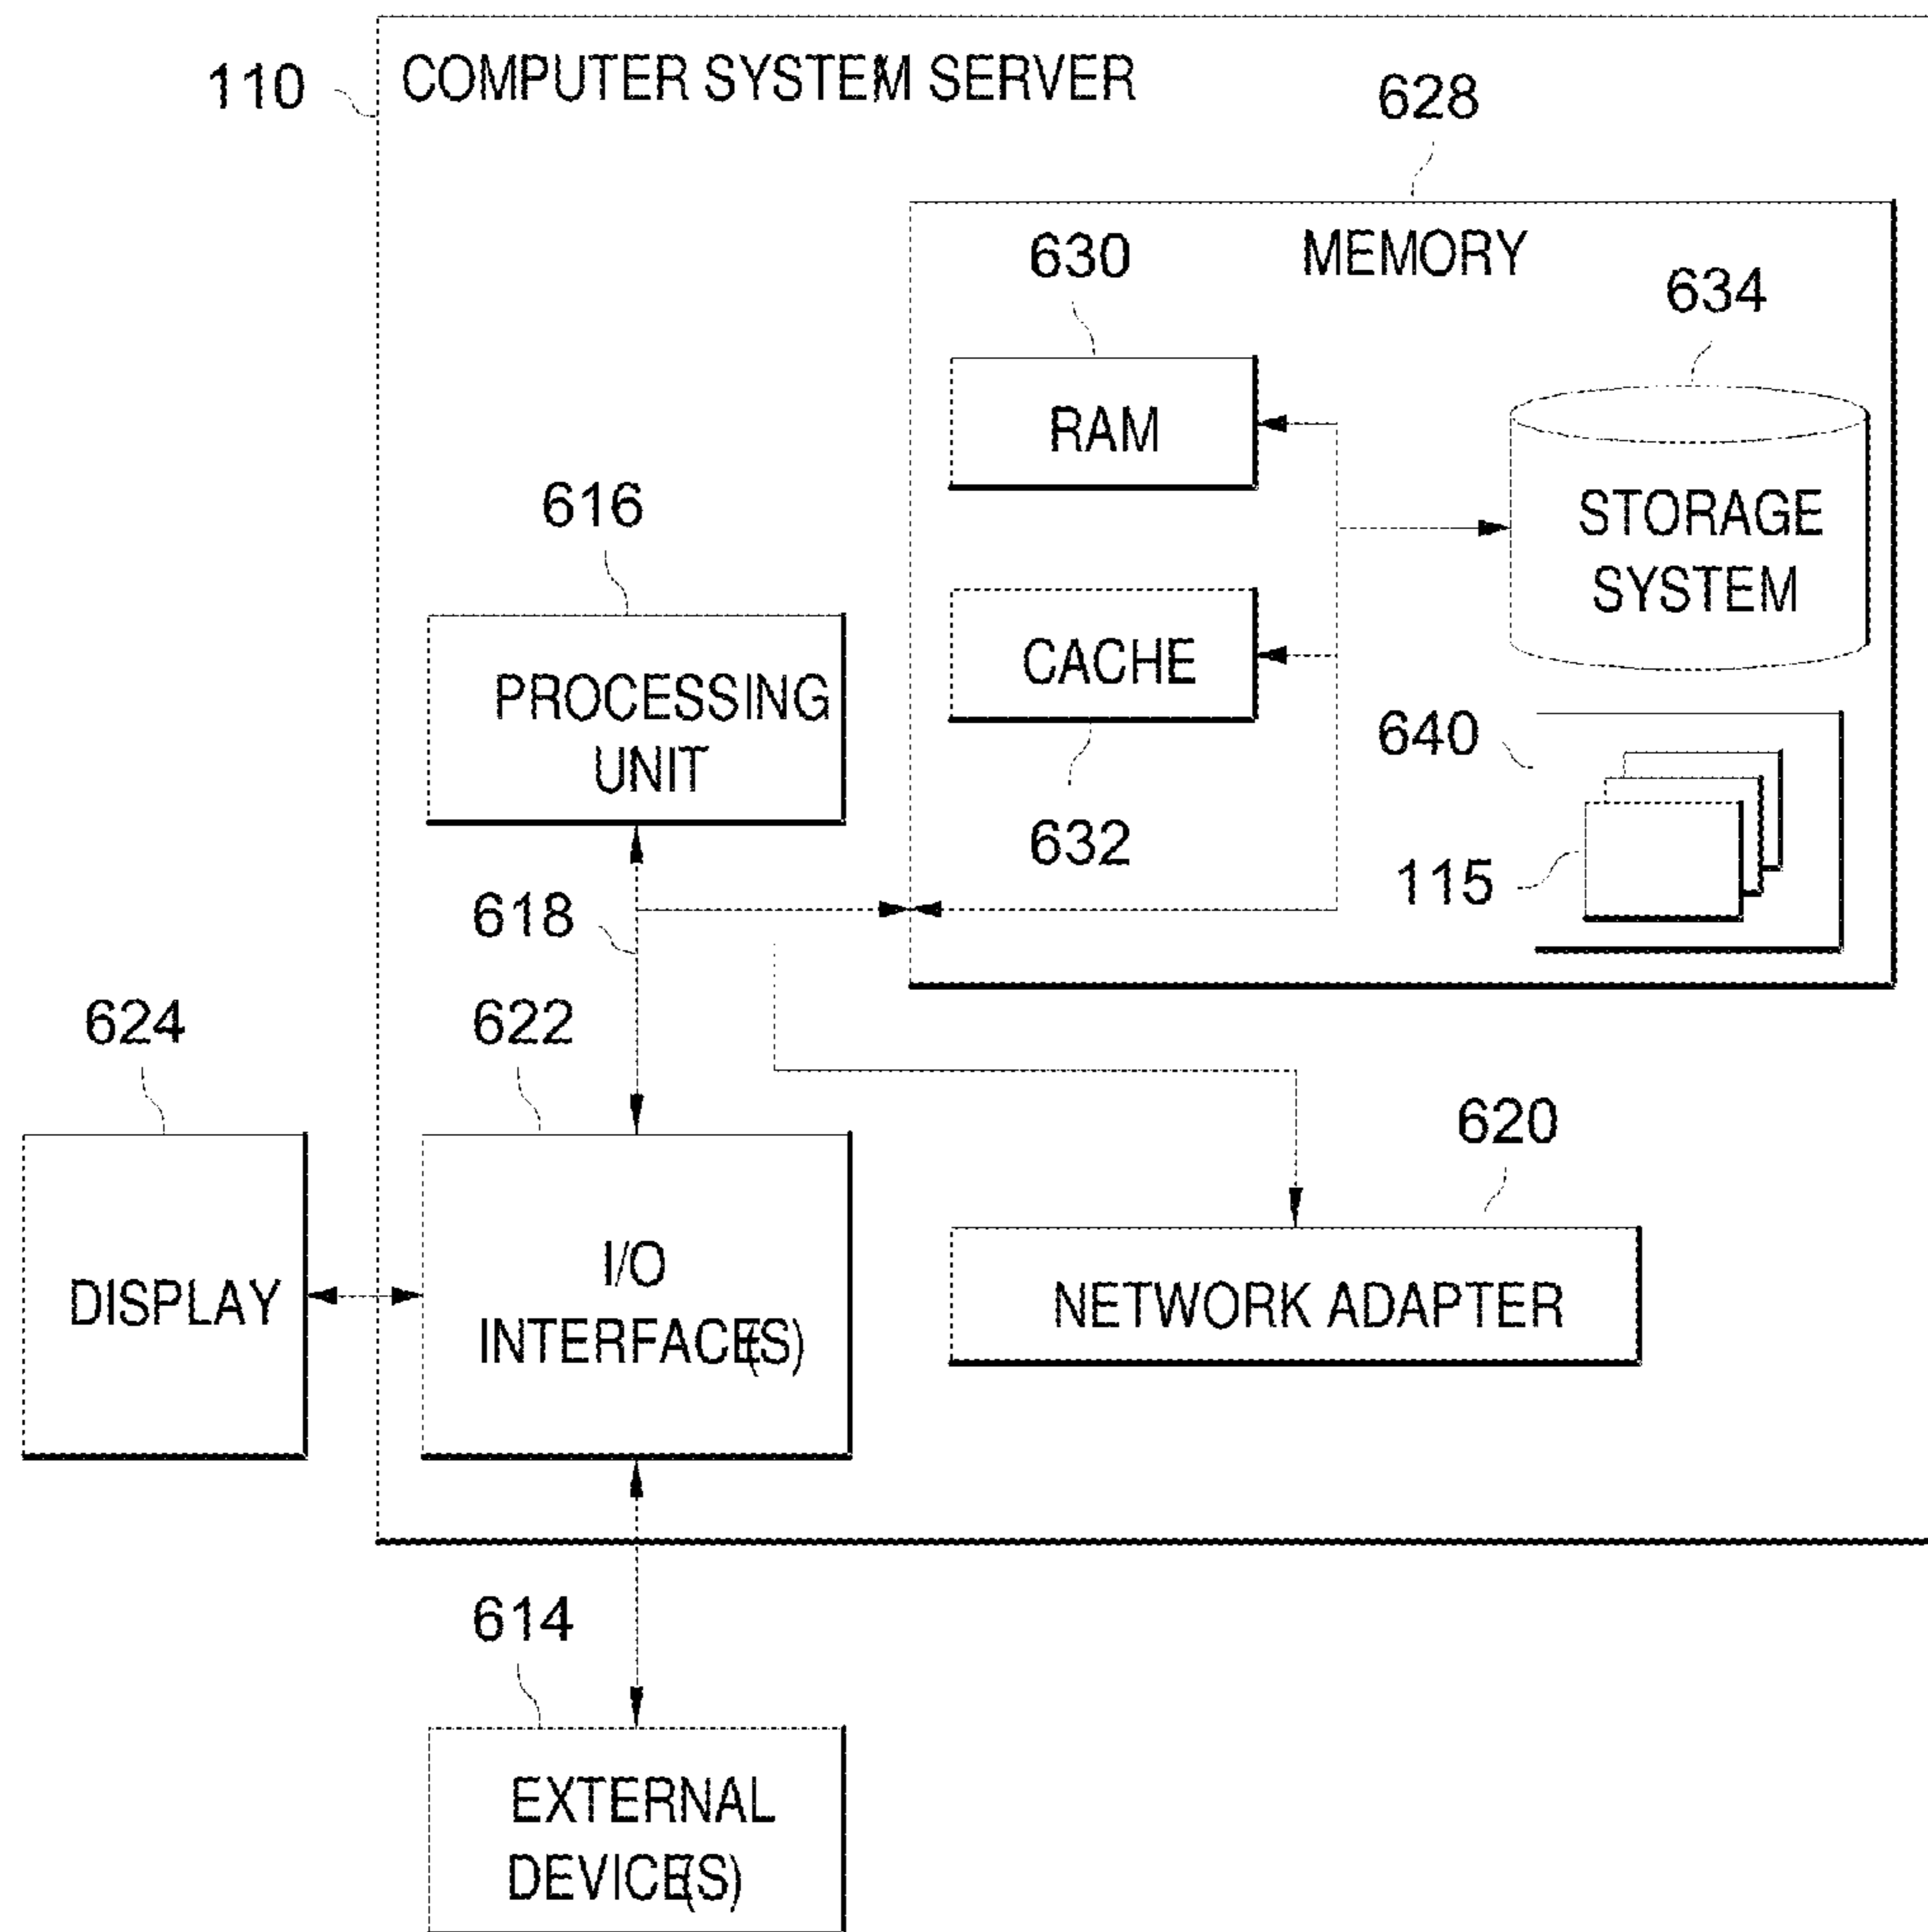 110
COMPUTER SYSTEM SERVER
628
MEMORY
630
634
RAM
STORAGE
SYSTEM
616
PROCESSING
UNIT
CACHE
632
640
115
618
622
624
620
DISPLAY
I/O
INTERFACE(S)
NETWORK ADAPTER
614
EXTERNAL
DEVICE(S)